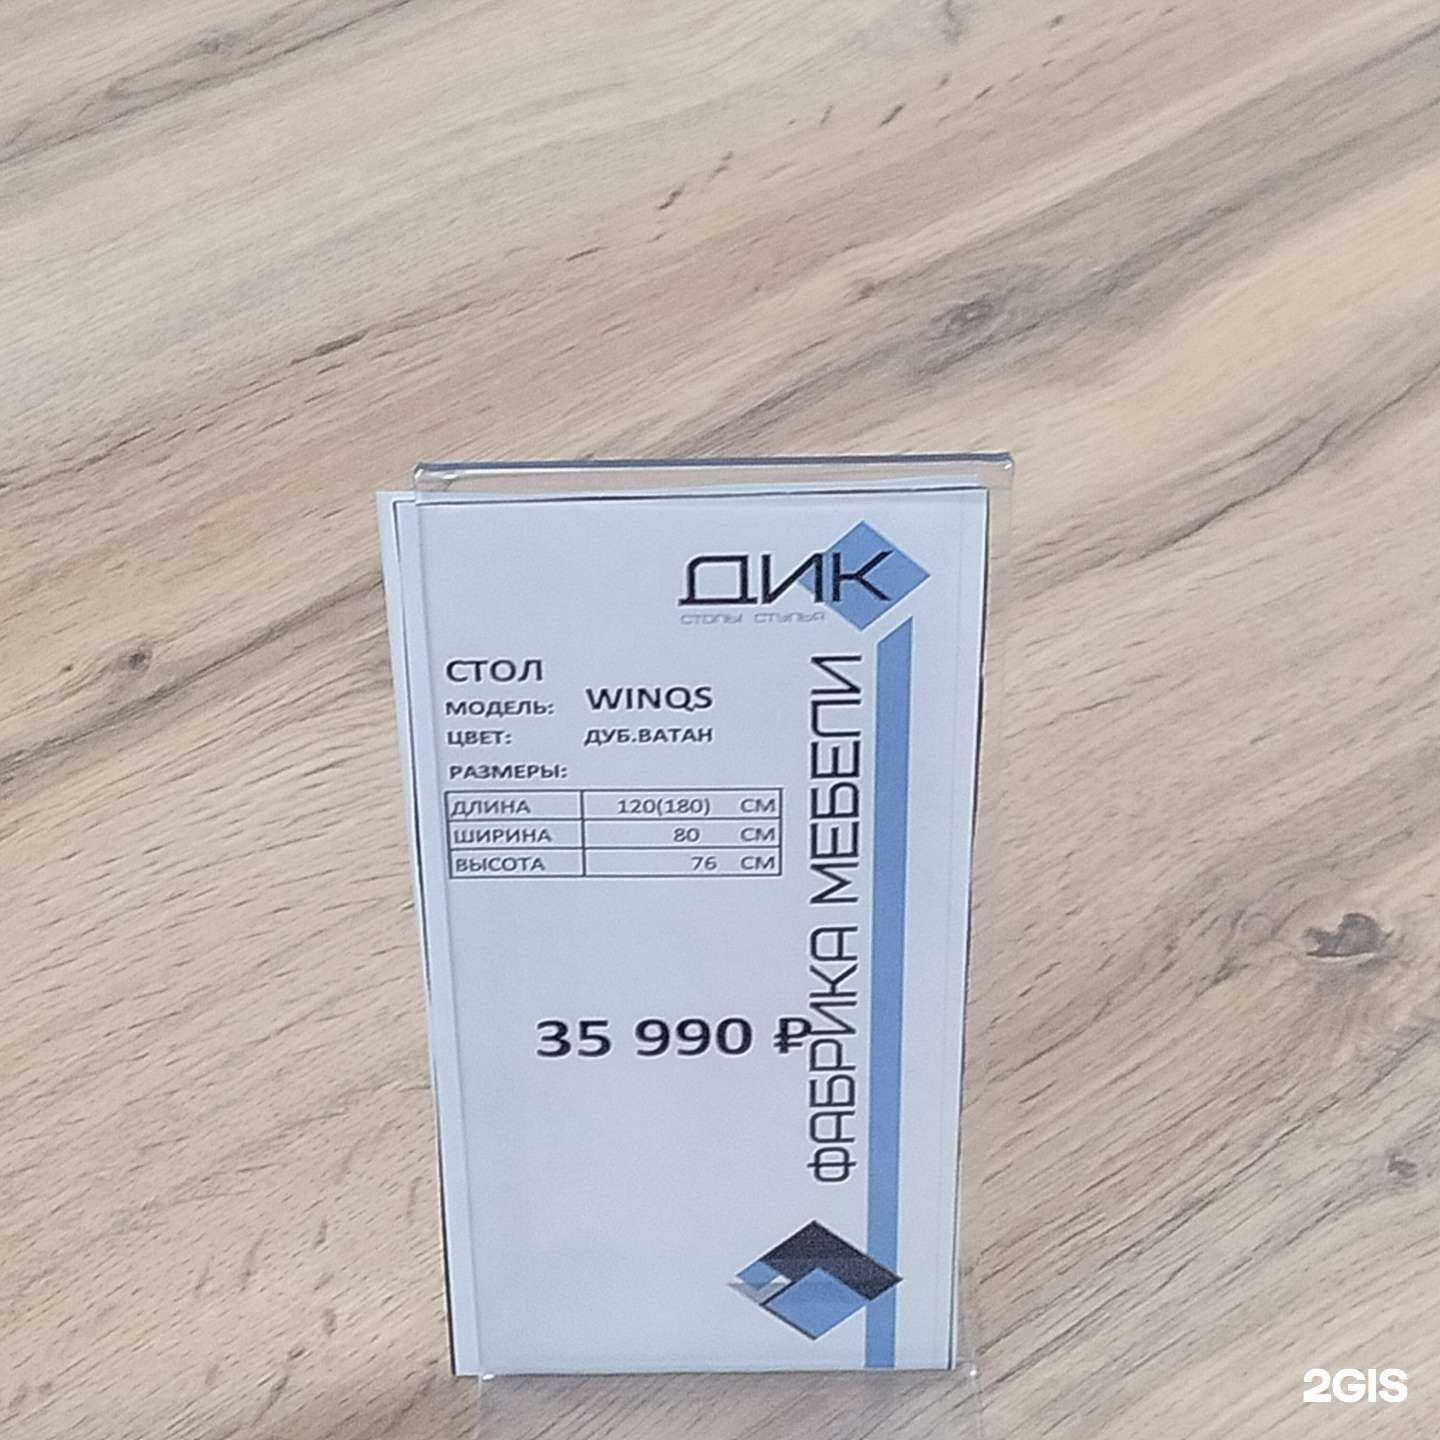 ДИК
СТОЛЫ СТУЛЬЯ
СТОЛ
МОДЕЛЬ: WINQS
ЦВЕТ: ДУБ.ВАТАН
РАЗМЕРЫ:
ДЛИНА 120(180) СМ
ШИРИНА 80 СМ
ВЫСОТА 76 СМ
35 990 ₽
ФАБРИКА МЕБЕЛИ
2GIS